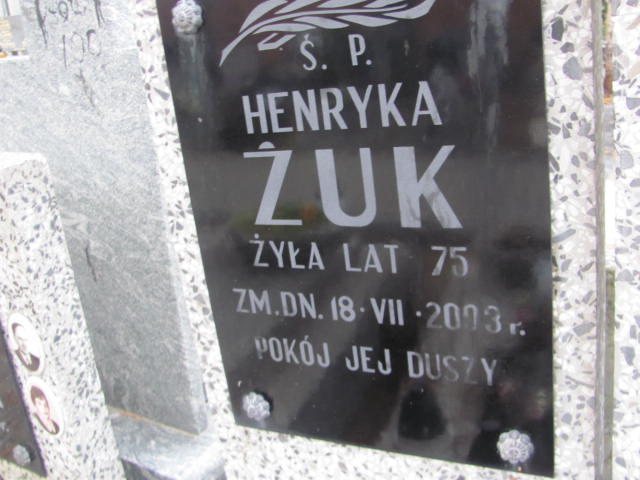 Ś. P.
HENRYKA
ŻUK
ŻYŁA LAT 75
ZM. DN. 18 · VII · 2003 r.
POKÓJ JEJ DUSZY